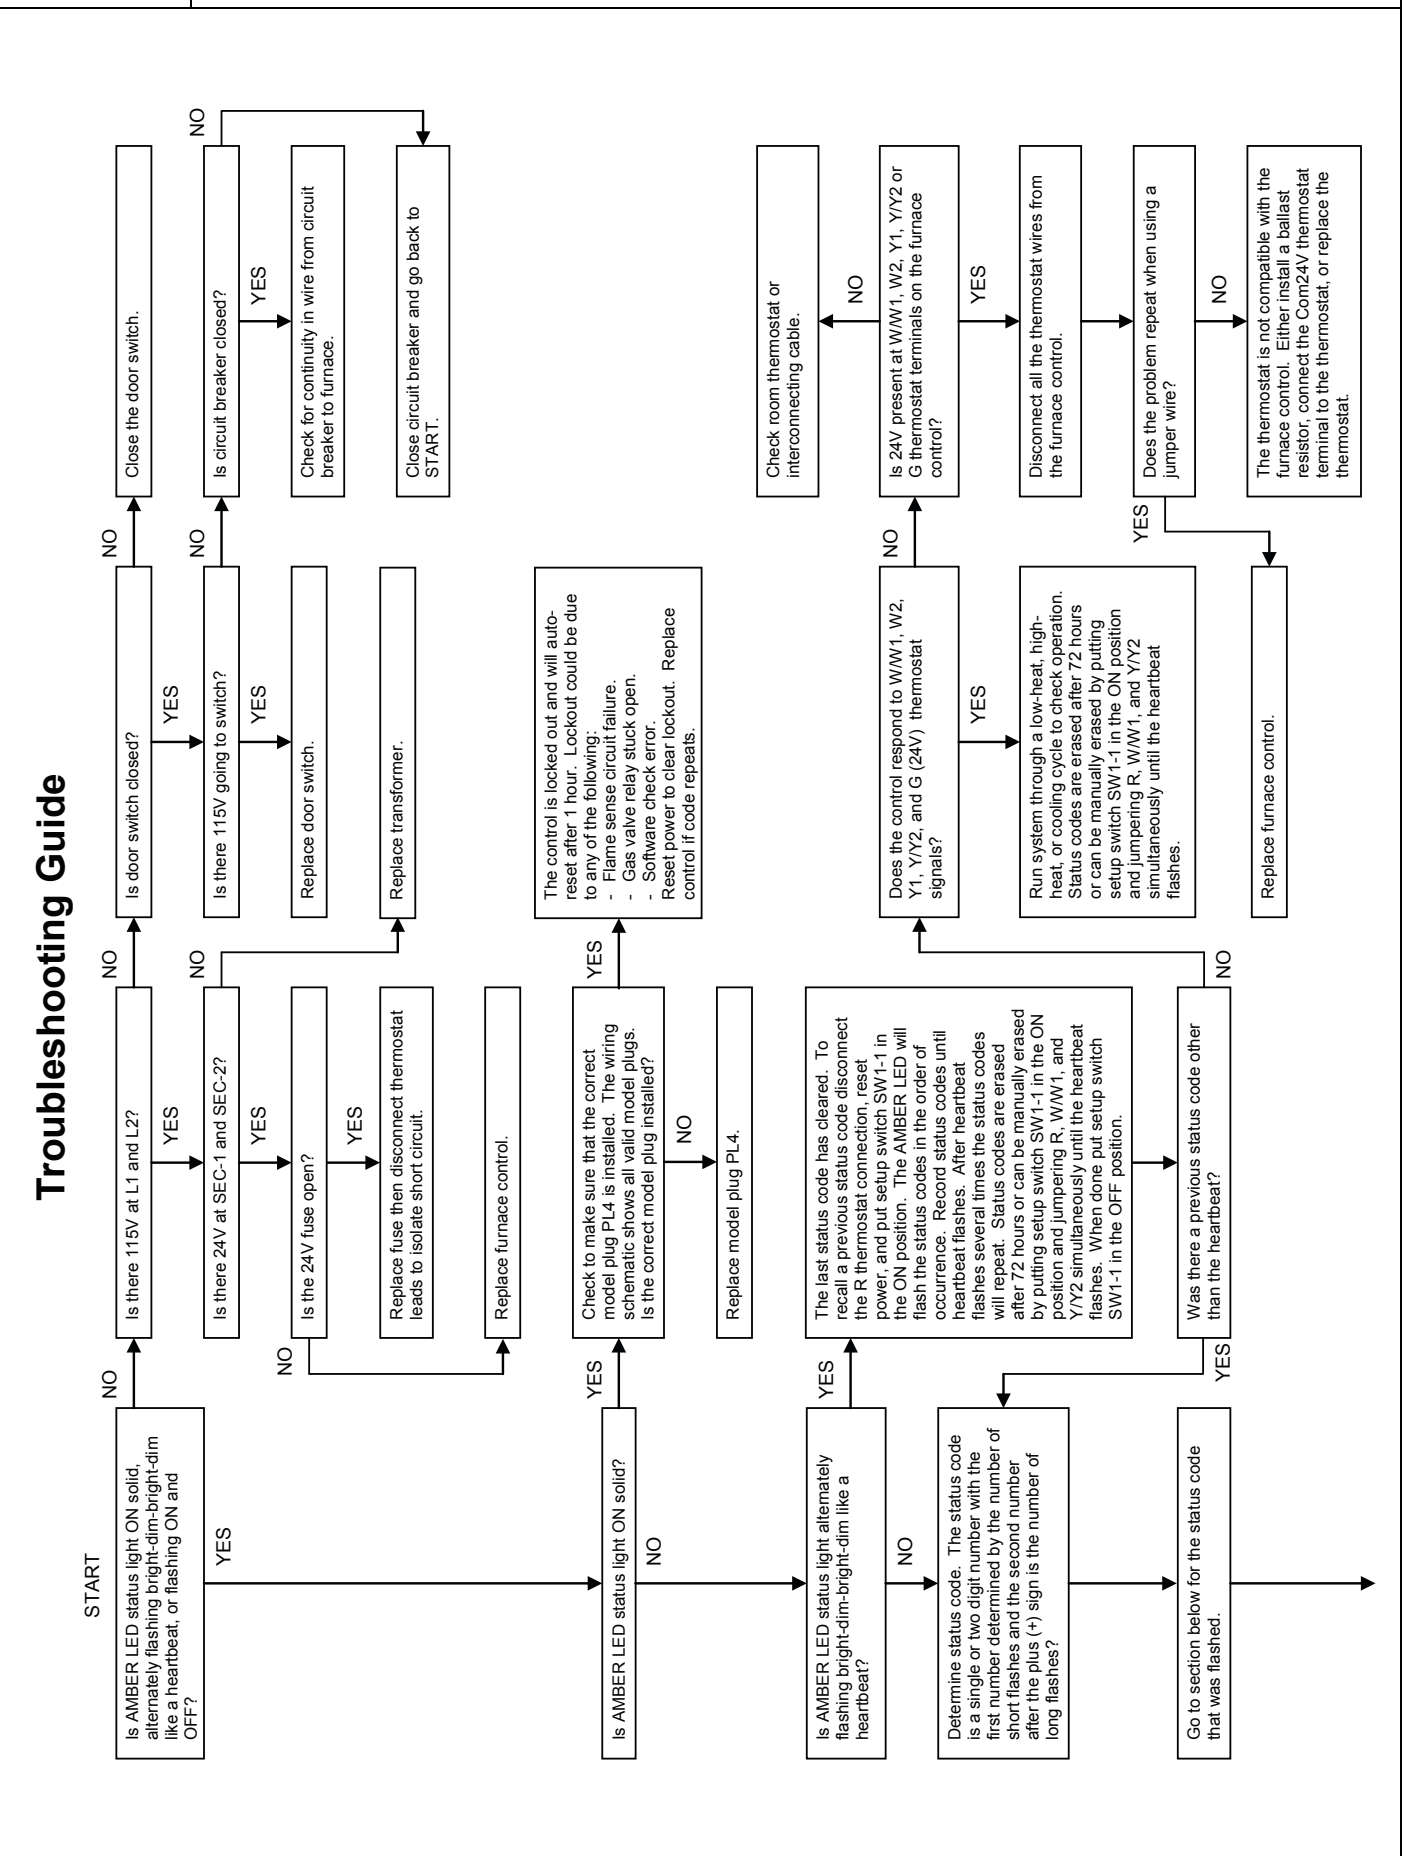 Troubleshooting Guide
START
Is AMBER LED status light ON solid,
alternately flashing bright-dim-bright-dim
like a heartbeat, or flashing ON and
OFF?
NO
Is there 115V at L1 and L2?
NO
Is door switch closed?
NO
Close the door switch.
YES
YES
Is there 24V at SEC-1 and SEC-2?
NO
Is there 115V going to switch?
NO
Is circuit breaker closed?
NO
YES
YES
YES
YES
Is the 24V fuse open?
Replace door switch.
Check for continuity in wire from circuit
breaker to furnace.
NO
YES
Replace fuse then disconnect thermostat
leads to isolate short circuit.
Replace transformer.
Close circuit breaker and go back to
START.
Replace furnace control.
Is AMBER LED status light ON solid?
YES
Check to make sure that the correct
model plug PL4 is installed. The wiring
schematic shows all valid model plugs.
Is the correct model plug installed?
YES
The control is locked out and will auto-
reset after 1 hour. Lockout could be due
to any of the following:
- Flame sense circuit failure.
- Gas valve relay stuck open.
- Software check error.
Reset power to clear lockout. Replace
control if code repeats.
NO
NO
Replace model plug PL4.
Is AMBER LED status light alternately
flashing bright-dim-bright-dim like a
heartbeat?
YES
The last status code has cleared. To
recall a previous status code disconnect
the R thermostat connection, reset
power, and put setup switch SW1-1 in
the ON position. The AMBER LED will
flash the status codes in the order of
occurrence. Record status codes until
heartbeat flashes. After heartbeat
flashes several times the status codes
will repeat. Status codes are erased
after 72 hours or can be manually erased
by putting setup switch SW1-1 in the ON
position and jumpering R, W/W1, and
Y/Y2 simultaneously until the heartbeat
flashes. When done put setup switch
SW1-1 in the OFF position.
NO
Determine status code. The status code
is a single or two digit number with the
first number determined by the number of
short flashes and the second number
after the plus (+) sign is the number of
long flashes?
Was there a previous status code other
than the heartbeat?
YES
NO
Go to section below for the status code
that was flashed.
Does the control respond to W/W1, W2,
Y1, Y/Y2, and G (24V) thermostat
signals?
NO
Is 24V present at W/W1, W2, Y1, Y/Y2 or
G thermostat terminals on the furnace
control?
NO
Check room thermostat or
interconnecting cable.
YES
YES
Run system through a low-heat, high-
heat, or cooling cycle to check operation.
Status codes are erased after 72 hours
or can be manually erased by putting
setup switch SW1-1 in the ON position
and jumpering R, W/W1, and Y/Y2
simultaneously until the heartbeat
flashes.
Disconnect all the thermostat wires from
the furnace control.
Does the problem repeat when using a
jumper wire?
YES
NO
Replace furnace control.
The thermostat is not compatible with the
furnace control. Either install a ballast
resistor, connect the Com24V thermostat
terminal to the thermostat, or replace the
thermostat.